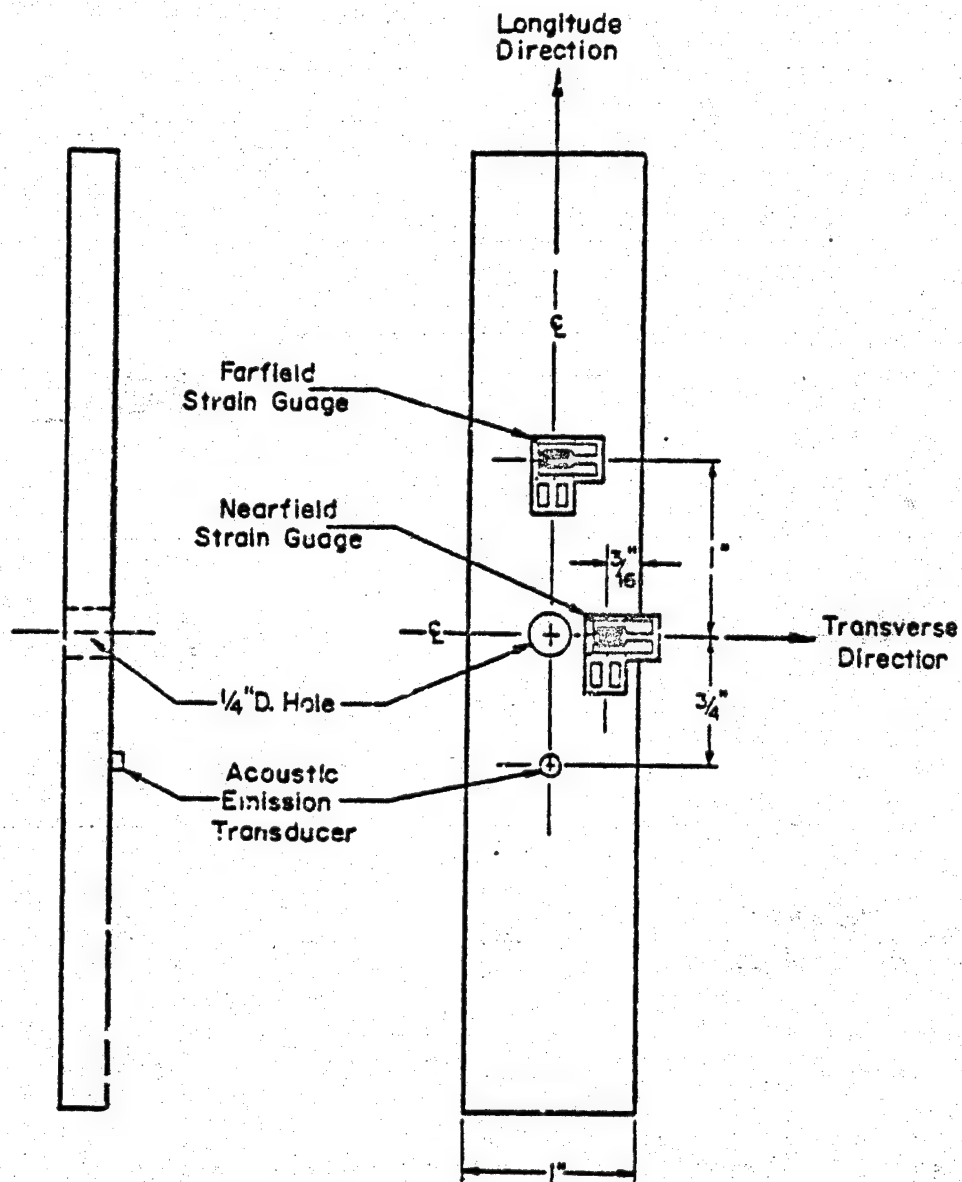 Longitude
Direction
℄
Farfield
Strain Guage
Nearfield
Strain Guage
3/16"
"
℄
Transverse
Direction
1/4"D. Hole
3/4"
Acoustic
Emission
Transducer
1"